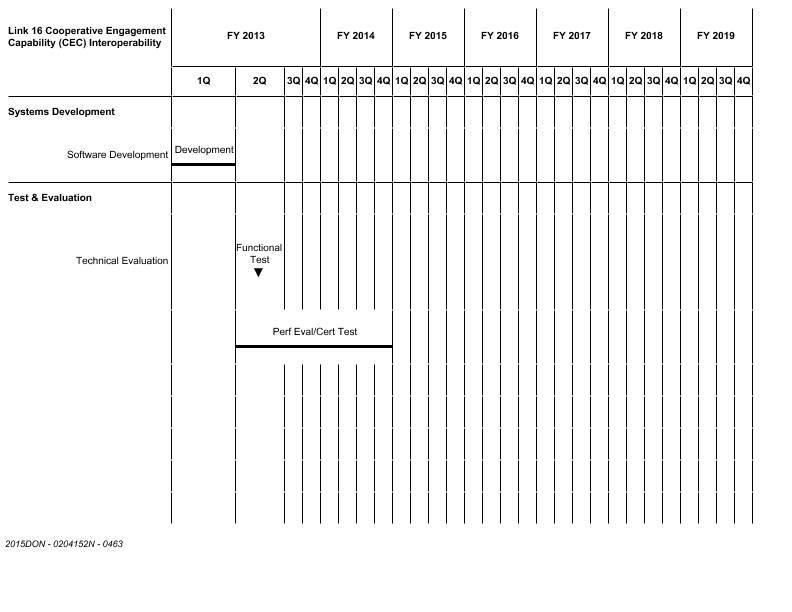 Link 16 Cooperative Engagement
Capability (CEC) Interoperability
FY 2013 FY 2014 FY 2015 FY 2016 FY 2017 FY 2018 FY 2019
1Q 2Q 3Q 4Q 1Q 2Q 3Q 4Q 1Q 2Q 3Q 4Q 1Q 2Q 3Q 4Q 1Q 2Q 3Q 4Q 1Q 2Q 3Q 4Q 1Q 2Q 3Q 4Q
Systems Development
Software Development
Development
Test & Evaluation
Technical Evaluation
Functional
Test
Perf Eval/Cert Test
2015DON - 0204152N - 0463